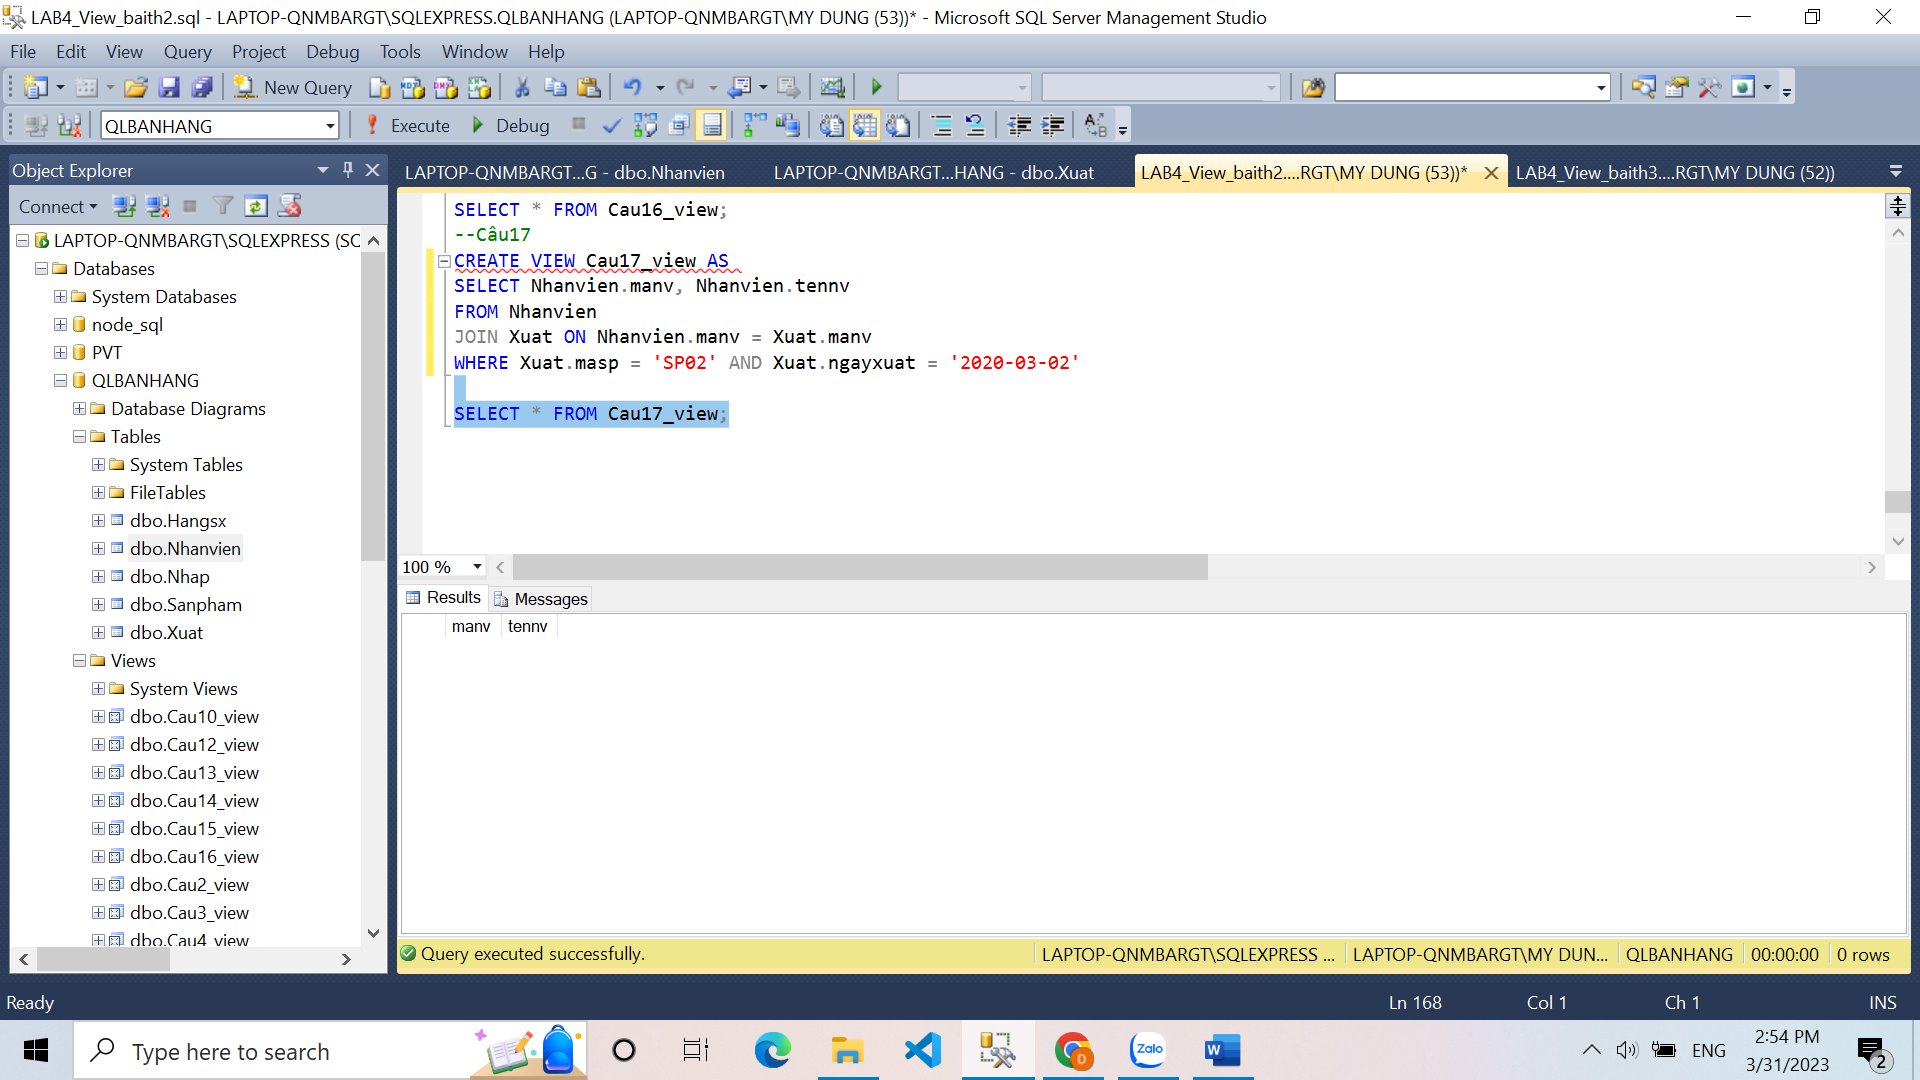 LAB4_View_baith2.sql - LAPTOP-QNMBARGT\SQLEXPRESS.QLBANHANG (LAPTOP-QNMBARGT\MY DUNG (53))* - Microsoft SQL Server Management Studio
File Edit View Query Project Debug Tools Window Help
New Query
QLBANHANG Execute Debug
Object Explorer
LAPTOP-QNMBARGT...G - dbo.Nhanvien LAPTOP-QNMBARGT...HANG - dbo.Xuat LAB4_View_baith2....RGT\MY DUNG (53))* LAB4_View_baith3....RGT\MY DUNG (52))
Connect
LAPTOP-QNMBARGT\SQLEXPRESS (SC
Databases
System Databases
node_sql
PVT
QLBANHANG
Database Diagrams
Tables
System Tables
FileTables
dbo.Hangsx
dbo.Nhanvien
dbo.Nhap
dbo.Sanpham
dbo.Xuat
Views
System Views
dbo.Cau10_view
dbo.Cau12_view
dbo.Cau13_view
dbo.Cau14_view
dbo.Cau15_view
dbo.Cau16_view
dbo.Cau2_view
dbo.Cau3_view
dbo.Cau4_view
SELECT * FROM Cau16_view;
--Câu17
CREATE VIEW Cau17_view AS
SELECT Nhanvien.manv, Nhanvien.tennv
FROM Nhanvien
JOIN Xuat ON Nhanvien.manv = Xuat.manv
WHERE Xuat.masp = 'SP02' AND Xuat.ngayxuat = '2020-03-02'
SELECT * FROM Cau17_view;
100 %
Results Messages
manv tennv
Query executed successfully. LAPTOP-QNMBARGT\SQLEXPRESS ... LAPTOP-QNMBARGT\MY DUN... QLBANHANG 00:00:00 0 rows
Ready Ln 168 Col 1 Ch 1 INS
Type here to search
Zalo
ENG
2:54 PM
3/31/2023
2